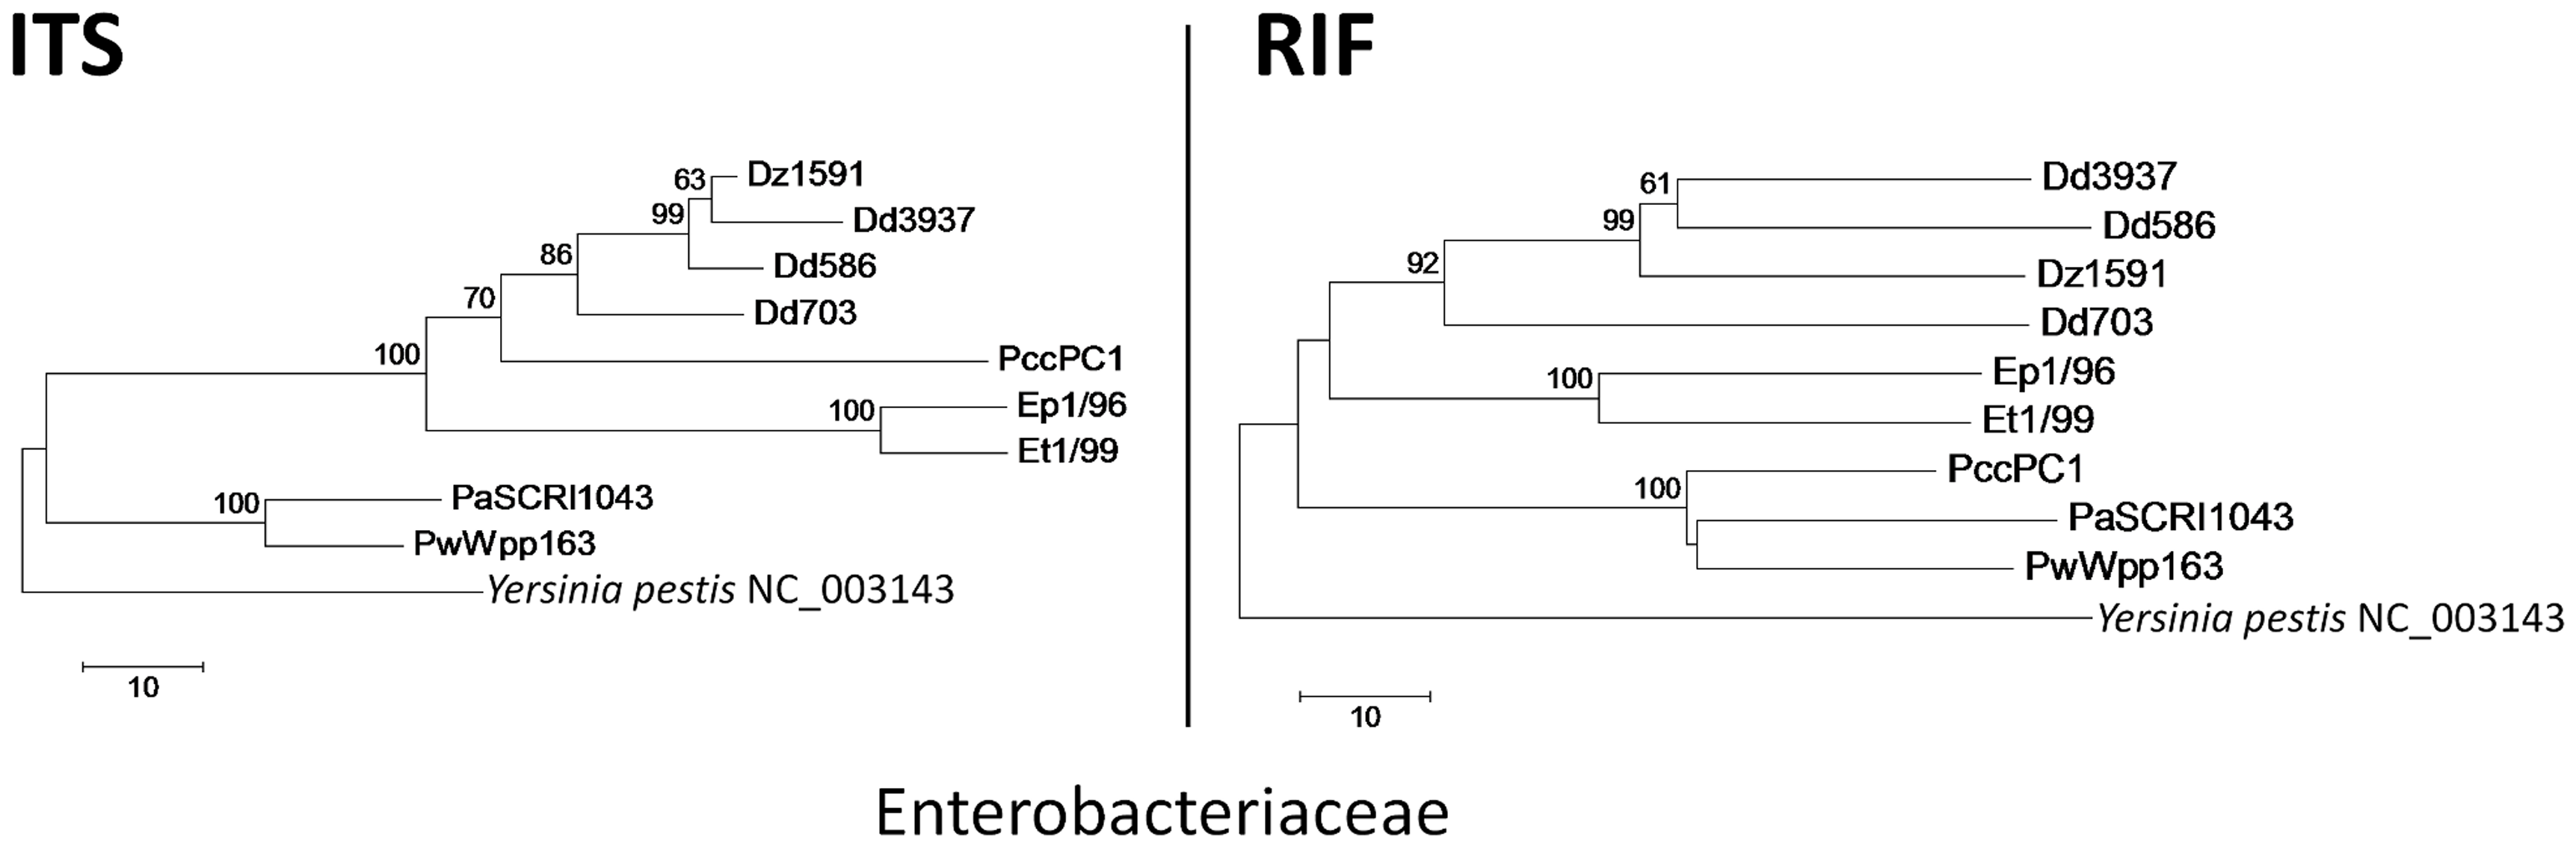 ITS
63
Dz1591
99
Dd3937
86
Dd586
70
Dd703
100
PccPC1
100
Ep1/96
Et1/99
100
PaSCRI1043
PwWpp163
Yersinia pestis NC_003143
10
RIF
61
Dd3937
99
Dd586
92
Dz1591
Dd703
100
Ep1/96
Et1/99
100
PccPC1
PaSCRI1043
PwWpp163
Yersinia pestis NC_003143
10
Enterobacteriaceae